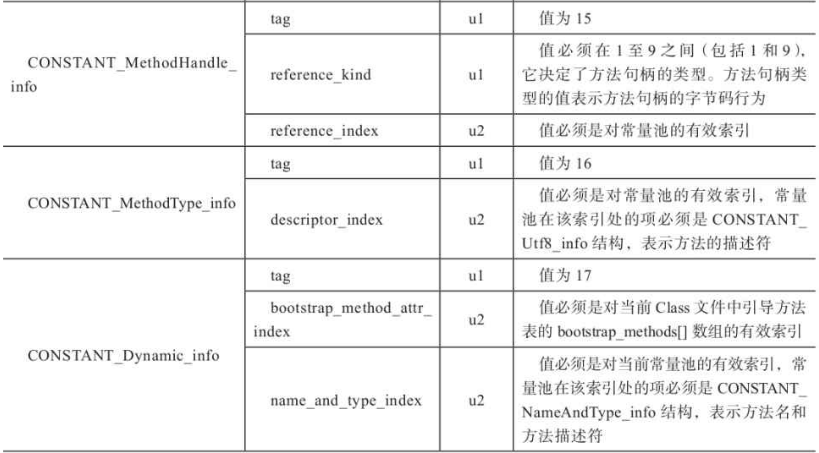 CONSTANT_MethodHandle_
info
tag
u1
值为 15
reference_kind
u1
值必须在 1 至 9 之间（包括 1 和 9），
它决定了方法句柄的类型。方法句柄类
型的值表示方法句柄的字节码行为
reference_index
u2
值必须是对常量池的有效索引
CONSTANT_MethodType_info
tag
u1
值为 16
descriptor_index
u2
值必须是对常量池的有效索引，常量
池在该索引处的项必须是 CONSTANT_
Utf8_info 结构，表示方法的描述符
CONSTANT_Dynamic_info
tag
u1
值为 17
bootstrap_method_attr_
index
u2
值必须是对当前 Class 文件中引导方法
表的 bootstrap_methods[] 数组的有效索引
name_and_type_index
u2
值必须是对当前常量池的有效索引，常
量池在该索引处的项必须是 CONSTANT_
NameAndType_info 结构，表示方法名和
方法描述符